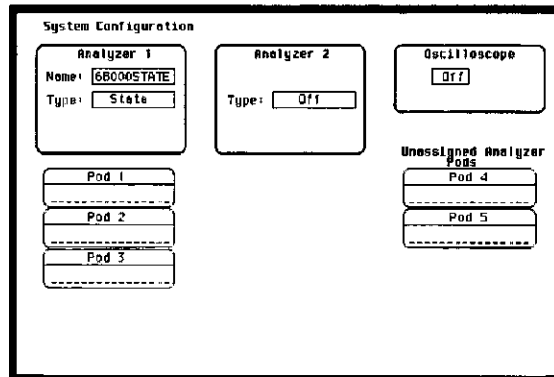 System Configuration
Analyzer 1
Name: 68000STATE
Type: State
Analyzer 2
Type: Off
Oscilloscope
Off
Unassigned Analyzer
Pods
Pod 1
Pod 2
Pod 3
Pod 4
Pod 5